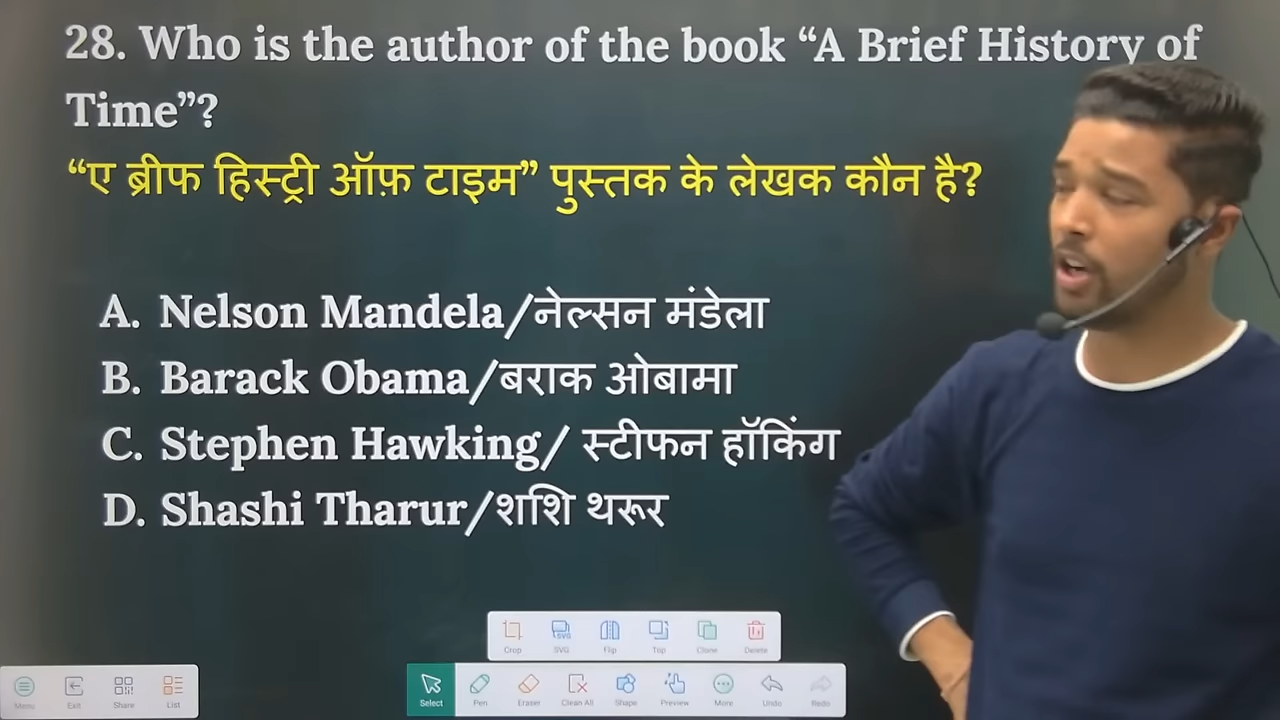 28. Who is the author of the book “A Brief History of
Time”?
“ए ब्रीफ हिस्ट्री ऑफ़ टाइम” पुस्तक के लेखक कौन है?
A. Nelson Mandela/नेल्सन मंडेला
B. Barack Obama/बराक ओबामा
C. Stephen Hawking/ स्टीफन हॉकिंग
D. Shashi Tharur/शशि थरूर
Crop SVG Flip Top Clone Delete
Menu Exit Share List Select Pen Eraser Clean All Shape Preview More Undo Redo